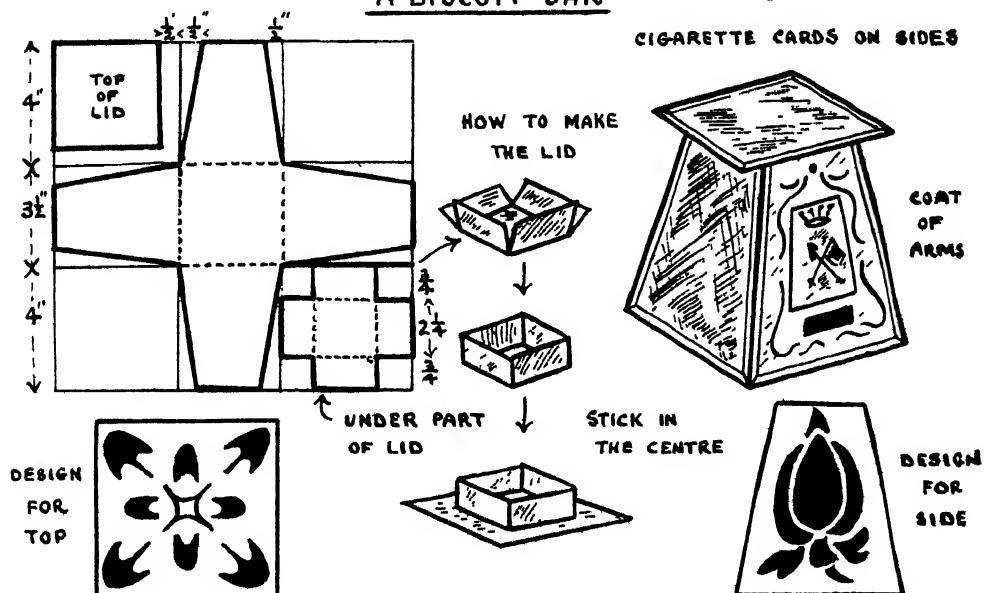 A BISCUIT JAR
½" ½" ½"
CIGARETTE CARDS ON SIDES
TOP
OF
LID
4"
3½"
4"
HOW TO MAKE
THE LID
COAT
OF
ARMS
¾
2¼
¾
UNDER PART
OF LID
STICK IN
THE CENTRE
DESIGN
FOR
TOP
DESIGN
FOR
SIDE